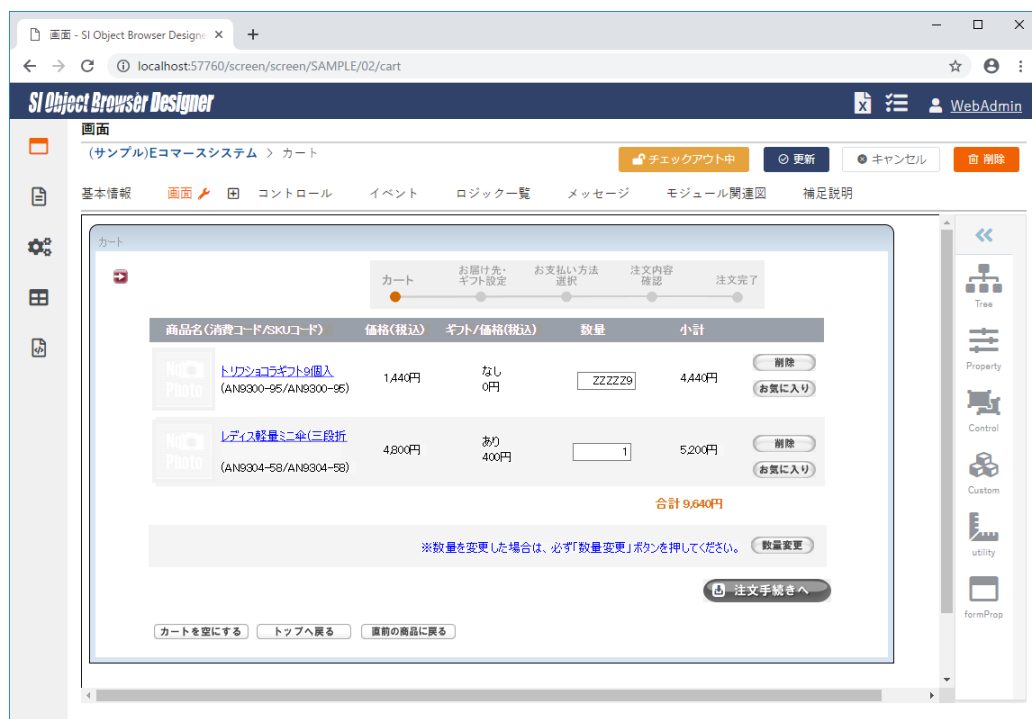 画面 - SI Object Browser Designe
localhost:57760/screen/screen/SAMPLE/02/cart
SI Object Browser Designer
WebAdmin
画面
(サンプル)Eコマースシステム > カート
チェックアウト中 更新 キャンセル 削除
基本情報 画面 コントロール イベント ロジック一覧 メッセージ モジュール関連図 補足説明
カート
カート お届け先・ギフト設定 お支払い方法選択 注文内容確認 注文完了
商品名(消費コード/SKUコード) 価格(税込) ギフト/価格(税込) 数量 小計
No Photo
トリワショコラギフト9個入
(AN9300-95/AN9300-95)
1,440円
なし
0円
ZZZZZ9
4,440円
削除
お気に入り
No Photo
レディス軽量ミニ傘(三段折
(AN9304-58/AN9304-58)
4,800円
あり
400円
1
5,200円
削除
お気に入り
合計 9,640円
※数量を変更した場合は、必ず「数量変更」ボタンを押してください。 数量変更
注文手続きへ
カートを空にする トップへ戻る 直前の商品に戻る
Tree
Property
Control
Custom
utility
formProp